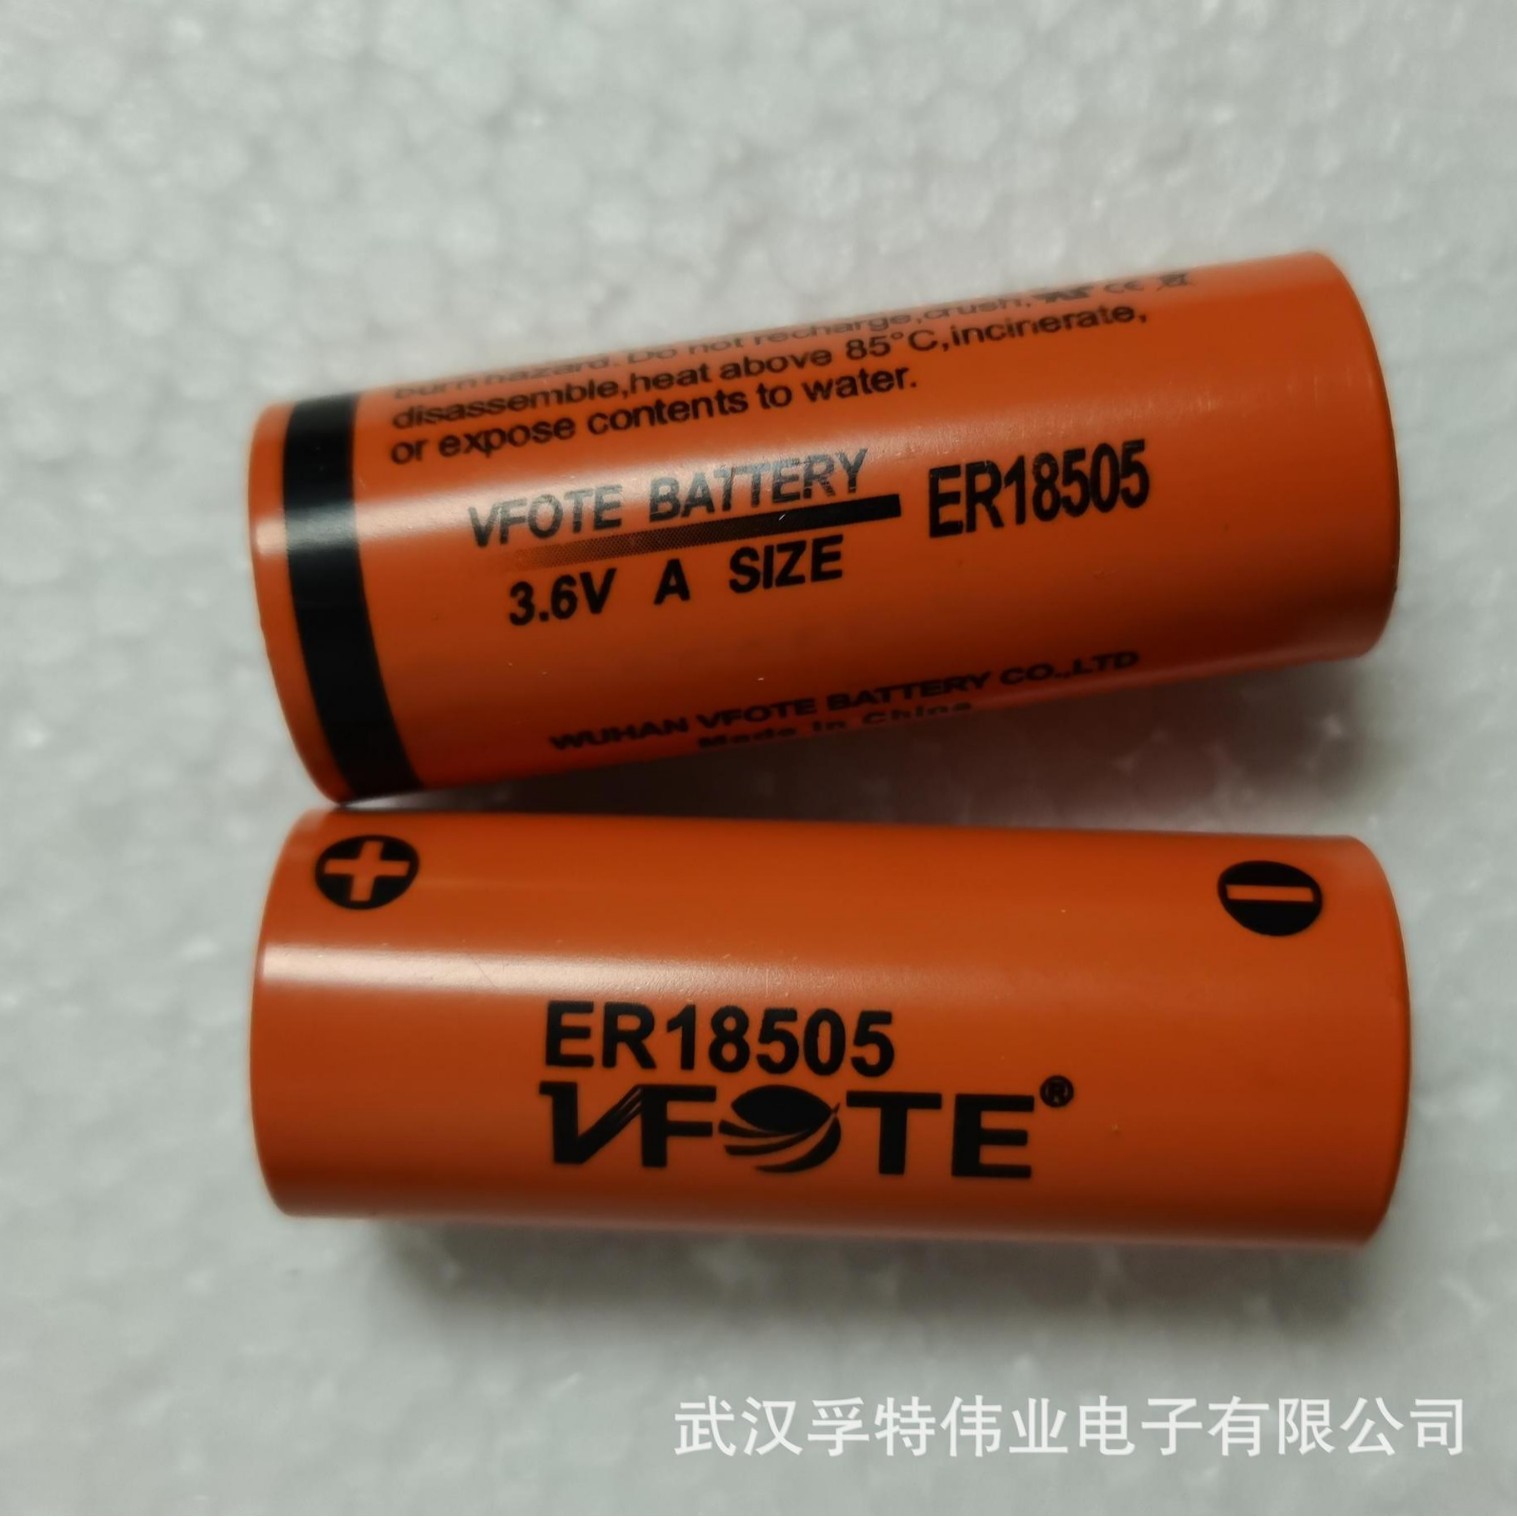 burn hazard. Do not recharge,crush,
disassemble,heat above 85°C,incinerate,
or expose contents to water.
VFOTE BATTERY
ER18505
3.6V A SIZE
WUHAN VFOTE BATTERY CO.,LTD
Made in China
+
−
ER18505
VFOTE®
武汉孚特伟业电子有限公司